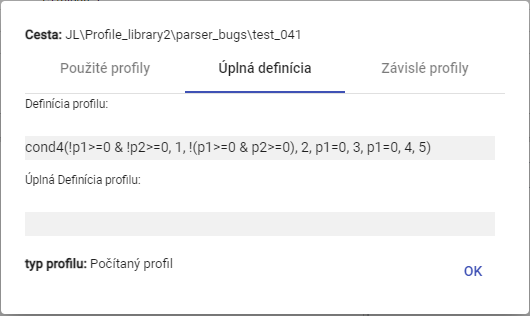 Cesta: JL\Profile_library2\parser_bugs\test_041
Použité profily Úplná definícia Závislé profily
Definícia profilu:
cond4(!p1>=0 & !p2>=0, 1, !(p1>=0 & p2>=0), 2, p1=0, 3, p1=0, 4, 5)
Úplná Definícia profilu:
typ profilu: Počítaný profil
OK